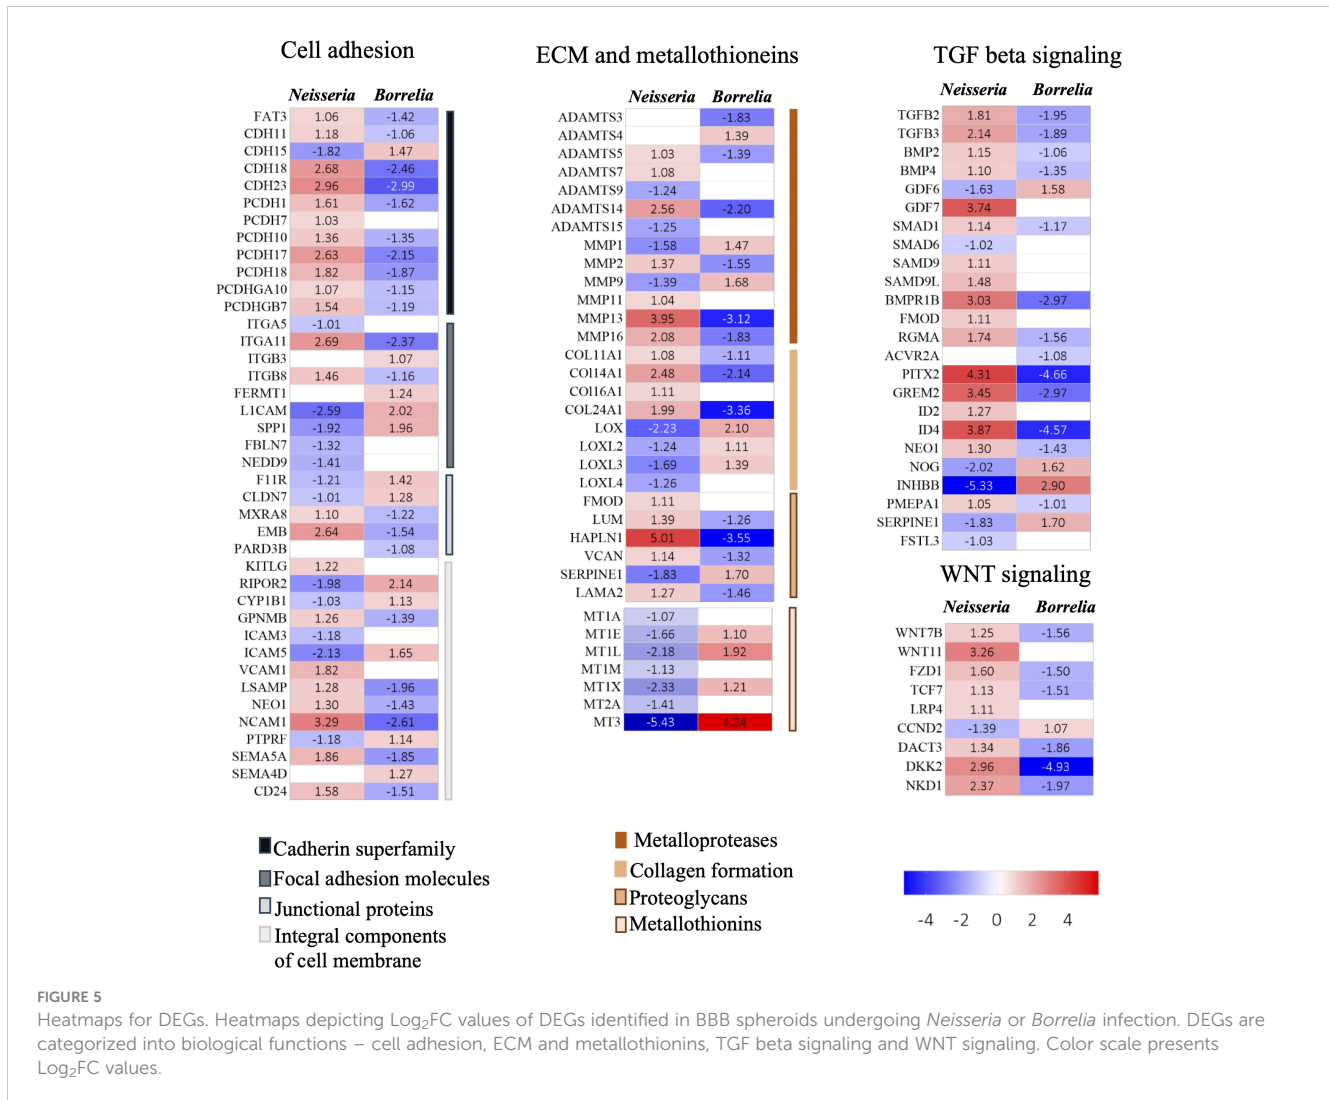 Cell adhesion
Neisseria Borrelia
FAT3 1.06 -1.42
CDH11 1.18 -1.06
CDH15 -1.82 1.47
CDH18 2.68 -2.46
CDH23 2.96 -2.99
PCDH1 1.61 -1.62
PCDH7 1.03
PCDH10 1.36 -1.35
PCDH17 2.63 -2.15
PCDH18 1.82 -1.87
PCDHGA10 1.07 -1.15
PCDHGB7 1.54 -1.19
ITGA5 -1.01
ITGA11 2.69 -2.37
ITGB3 1.07
ITGB8 1.46 -1.16
FERMT1 1.24
L1CAM -2.59 2.02
SPP1 -1.92 1.96
FBLN7 -1.32
NEDD9 -1.41
F11R -1.21 1.42
CLDN7 -1.01 1.28
MXRA8 1.10 -1.22
EMB 2.64 -1.54
PARD3B -1.08
KITLG 1.22
RIPOR2 -1.98 2.14
CYP1B1 -1.03 1.13
GPNMB 1.26 -1.39
ICAM3 -1.18
ICAM5 -2.13 1.65
VCAM1 1.82
LSAMP 1.28 -1.96
NEO1 1.30 -1.43
NCAM1 3.29 -2.61
PTPRF -1.18 1.14
SEMA5A 1.86 -1.85
SEMA4D 1.27
CD24 1.58 -1.51
Cadherin superfamily
Focal adhesion molecules
Junctional proteins
Integral components
of cell membrane
ECM and metallothioneins
Neisseria Borrelia
ADAMTS3 -1.83
ADAMTS4 1.39
ADAMTS5 1.03 -1.39
ADAMTS7 1.08
ADAMTS9 -1.24
ADAMTS14 2.56 -2.20
ADAMTS15 -1.25
MMP1 -1.58 1.47
MMP2 1.37 -1.55
MMP9 -1.39 1.68
MMP11 1.04
MMP13 3.95 -3.12
MMP16 2.08 -1.83
COL11A1 1.08 -1.11
COl14A1 2.48 -2.14
COl16A1 1.11
COL24A1 1.99 -3.36
LOX -2.23 2.10
LOXL2 -1.24 1.11
LOXL3 -1.69 1.39
LOXL4 -1.26
FMOD 1.11
LUM 1.39 -1.26
HAPLN1 5.01 -3.55
VCAN 1.14 -1.32
SERPINE1 -1.83 1.70
LAMA2 1.27 -1.46
MT1A -1.07
MT1E -1.66 1.10
MT1L -2.18 1.92
MT1M -1.13
MT1X -2.33 1.21
MT2A -1.41
MT3 -5.43 4.24
Metalloproteases
Collagen formation
Proteoglycans
Metallothionins
TGF beta signaling
Neisseria Borrelia
TGFB2 1.81 -1.95
TGFB3 2.14 -1.89
BMP2 1.15 -1.06
BMP4 1.10 -1.35
GDF6 -1.63 1.58
GDF7 3.74
SMAD1 1.14 -1.17
SMAD6 -1.02
SAMD9 1.11
SAMD9L 1.48
BMPR1B 3.03 -2.97
FMOD 1.11
RGMA 1.74 -1.56
ACVR2A -1.08
PITX2 4.31 -4.66
GREM2 3.45 -2.97
ID2 1.27
ID4 3.87 -4.57
NEO1 1.30 -1.43
NOG -2.02 1.62
INHBB -5.33 2.90
PMEPA1 1.05 -1.01
SERPINE1 -1.83 1.70
FSTL3 -1.03
WNT signaling
Neisseria Borrelia
WNT7B 1.25 -1.56
WNT11 3.26
FZD1 1.60 -1.50
TCF7 1.13 -1.51
LRP4 1.11
CCND2 -1.39 1.07
DACT3 1.34 -1.86
DKK2 2.96 -4.93
NKD1 2.37 -1.97
-4 -2 0 2 4
FIGURE 5
Heatmaps for DEGs. Heatmaps depicting Log₂FC values of DEGs identified in BBB spheroids undergoing Neisseria or Borrelia infection. DEGs are
categorized into biological functions – cell adhesion, ECM and metallothionins, TGF beta signaling and WNT signaling. Color scale presents
Log₂FC values.